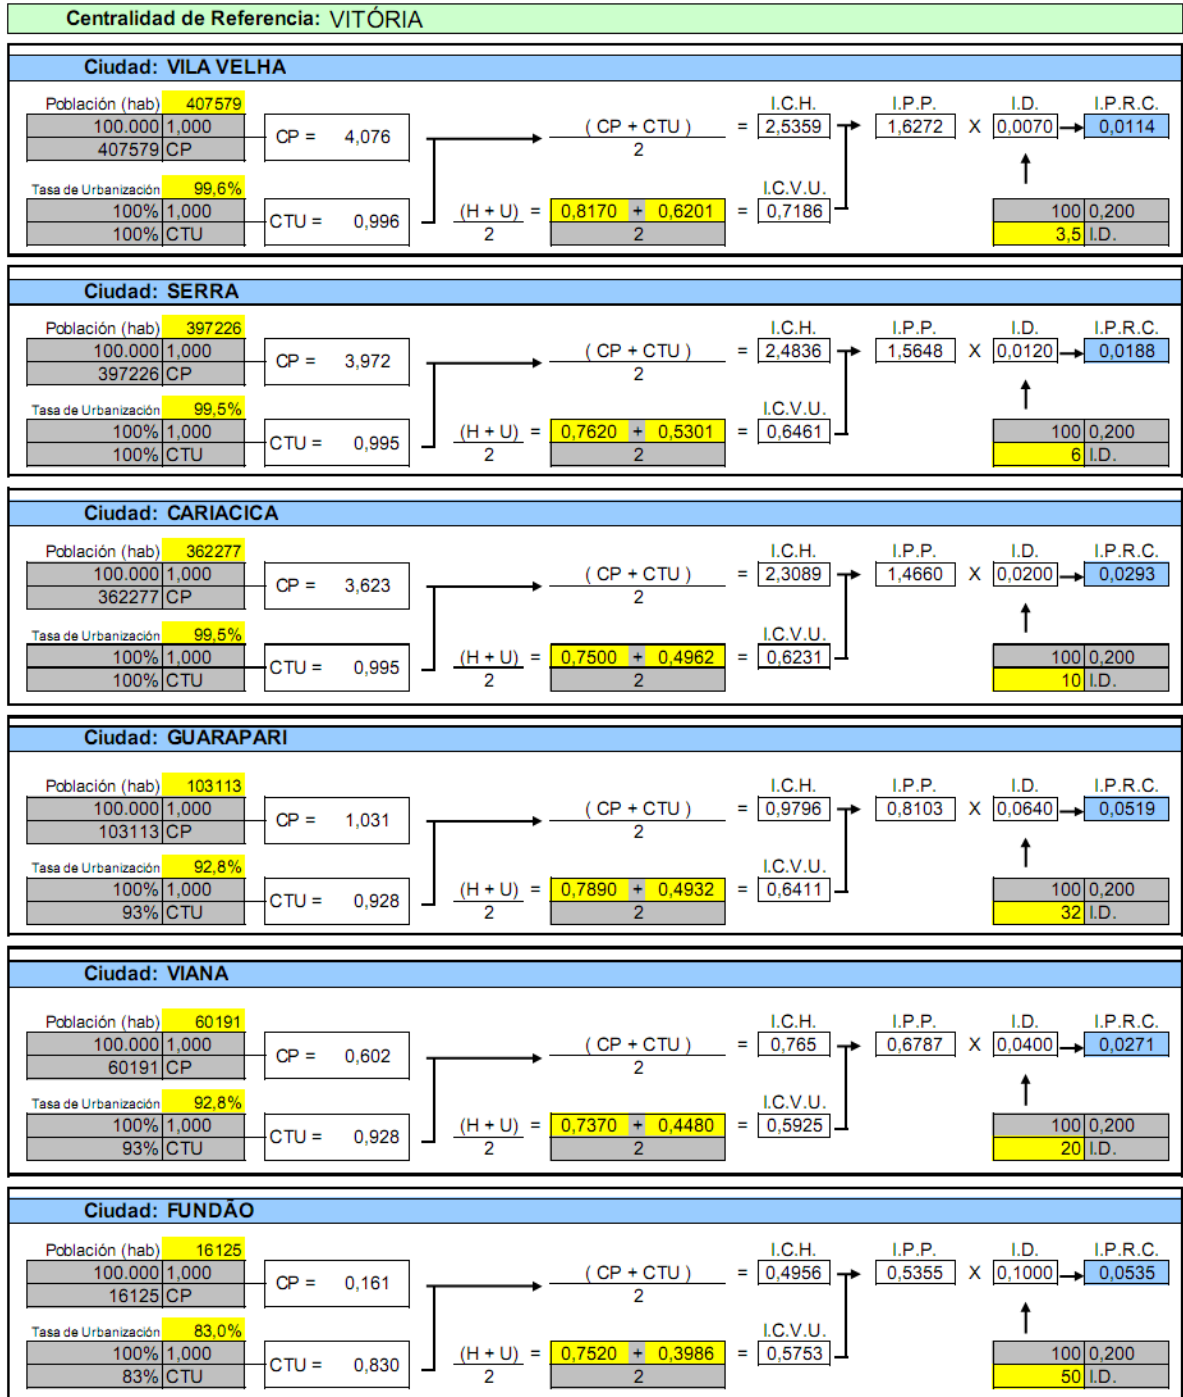 Centralidad de Referencia: VITÓRIA
Ciudad: VILA VELHA
Población (hab) 407579 I.C.H. I.P.P. I.D. I.P.R.C.
100.000 1,000 CP = 4,076 ( CP + CTU ) = 2,5359 1,6272 X 0,0070 0,0114
407579 CP 2
Tasa de Urbanización 99,6% I.C.V.U.
100% 1,000 CTU = 0,996 (H + U) = 0,8170 + 0,6201 = 0,7186 100 0,200
100% CTU 2 2 3,5 I.D.
Ciudad: SERRA
Población (hab) 397226 I.C.H. I.P.P. I.D. I.P.R.C.
100.000 1,000 CP = 3,972 ( CP + CTU ) = 2,4836 1,5648 X 0,0120 0,0188
397226 CP 2
Tasa de Urbanización 99,5% I.C.V.U.
100% 1,000 CTU = 0,995 (H + U) = 0,7620 + 0,5301 = 0,6461 100 0,200
100% CTU 2 2 6 I.D.
Ciudad: CARIACICA
Población (hab) 362277 I.C.H. I.P.P. I.D. I.P.R.C.
100.000 1,000 CP = 3,623 ( CP + CTU ) = 2,3089 1,4660 X 0,0200 0,0293
362277 CP 2
Tasa de Urbanización 99,5% I.C.V.U.
100% 1,000 CTU = 0,995 (H + U) = 0,7500 + 0,4962 = 0,6231 100 0,200
100% CTU 2 2 10 I.D.
Ciudad: GUARAPARI
Población (hab) 103113 I.C.H. I.P.P. I.D. I.P.R.C.
100.000 1,000 CP = 1,031 ( CP + CTU ) = 0,9796 0,8103 X 0,0640 0,0519
103113 CP 2
Tasa de Urbanización 92,8% I.C.V.U.
100% 1,000 CTU = 0,928 (H + U) = 0,7890 + 0,4932 = 0,6411 100 0,200
93% CTU 2 2 32 I.D.
Ciudad: VIANA
Población (hab) 60191 I.C.H. I.P.P. I.D. I.P.R.C.
100.000 1,000 CP = 0,602 ( CP + CTU ) = 0,765 0,6787 X 0,0400 0,0271
60191 CP 2
Tasa de Urbanización 92,8% I.C.V.U.
100% 1,000 CTU = 0,928 (H + U) = 0,7370 + 0,4480 = 0,5925 100 0,200
93% CTU 2 2 20 I.D.
Ciudad: FUNDÃO
Población (hab) 16125 I.C.H. I.P.P. I.D. I.P.R.C.
100.000 1,000 CP = 0,161 ( CP + CTU ) = 0,4956 0,5355 X 0,1000 0,0535
16125 CP 2
Tasa de Urbanización 83,0% I.C.V.U.
100% 1,000 CTU = 0,830 (H + U) = 0,7520 + 0,3986 = 0,5753 100 0,200
83% CTU 2 2 50 I.D.